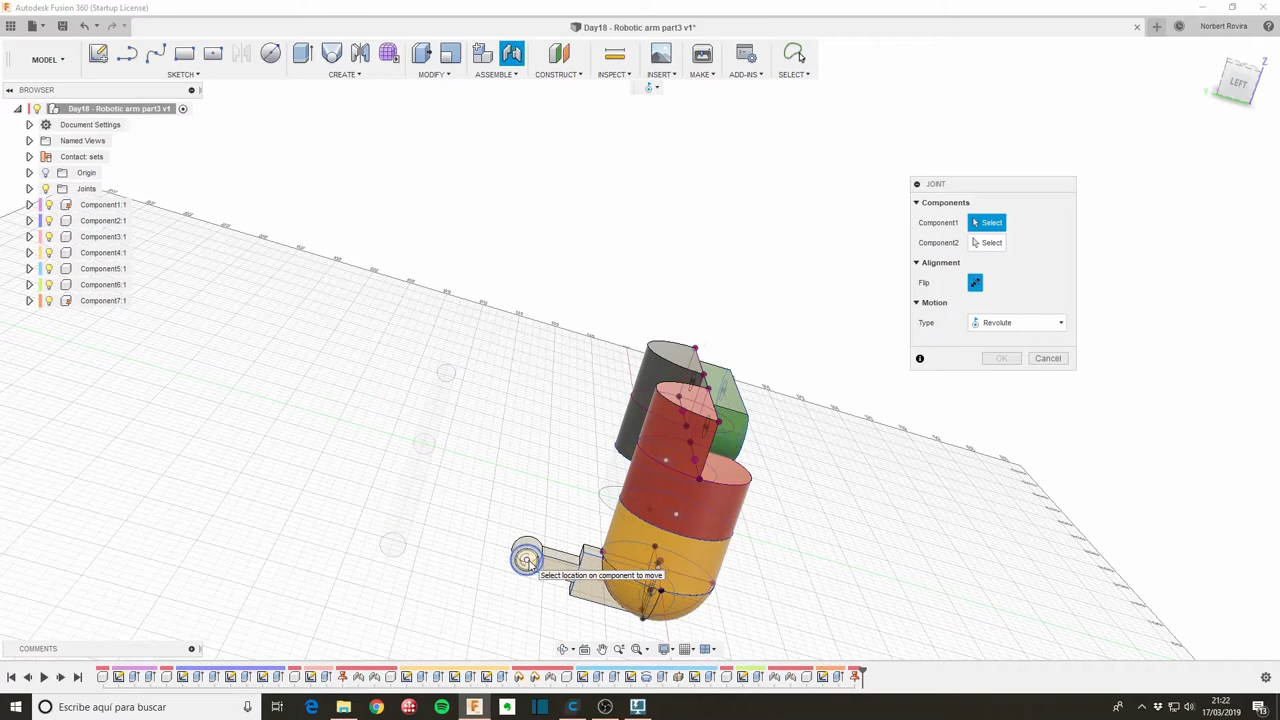 Autodesk Fusion 360 (Startup License)
Day18 - Robotic arm part3 v1*
Norbert Rovira
MODEL
SKETCH
CREATE
MODIFY
ASSEMBLE
CONSTRUCT
INSPECT
INSERT
MAKE
ADD-INS
SELECT
BROWSER
Day18 - Robotic arm part3 v1
Document Settings
Named Views
Contact: sets
Origin
Joints
Component1:1
Component2:1
Component3:1
Component4:1
Component5:1
Component6:1
Component7:1
LEFT
Z
Y
JOINT
Components
Component1 Select
Component2 Select
Alignment
Flip
Motion
Type Revolute
OK Cancel
Select location on component to move
COMMENTS
Escribe aquí para buscar
21:22
17/03/2019